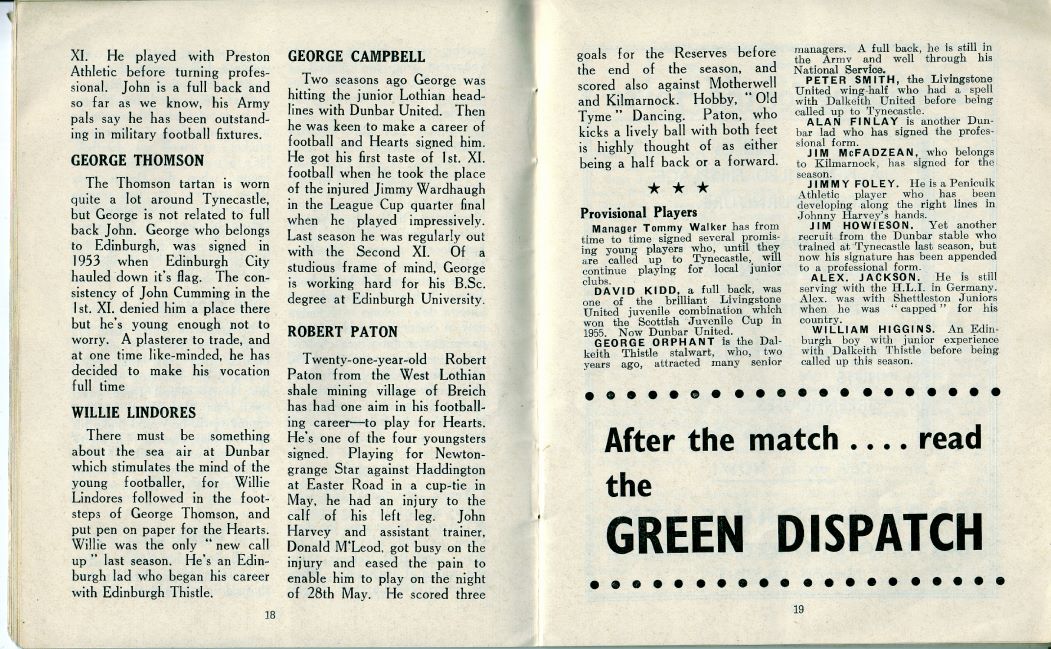 XI. He played with Preston
Athletic before turning profes-
sional. John is a full back and
so far as we know, his Army
pals say he has been outstand-
ing in military football fixtures.
GEORGE THOMSON
The Thomson tartan is worn
quite a lot around Tynecastle,
but George is not related to full
back John. George who belongs
to Edinburgh, was signed in
1953 when Edinburgh City
hauled down it's flag. The con-
sistency of John Cumming in the
1st. XI. denied him a place there
but he's young enough not to
worry. A plasterer to trade, and
at one time like-minded, he has
decided to make his vocation
full time
WILLIE LINDORES
There must be something
about the sea air at Dunbar
which stimulates the mind of the
young footballer, for Willie
Lindores followed in the foot-
steps of George Thomson, and
put pen on paper for the Hearts.
Willie was the only "new call
up" last season. He's an Edin-
burgh lad who began his career
with Edinburgh Thistle.
18
GEORGE CAMPBELL
Two seasons ago George was
hitting the junior Lothian head-
lines with Dunbar United. Then
he was keen to make a career of
football and Hearts signed him.
He got his first taste of 1st. XI.
football when he took the place
of the injured Jimmy Wardhaugh
in the League Cup quarter final
when he played impressively.
Last season he was regularly out
with the Second XI. Of a
studious frame of mind, George
is working hard for his B.Sc.
degree at Edinburgh University.
ROBERT PATON
Twenty-one-year-old Robert
Paton from the West Lothian
shale mining village of Breich
has had one aim in his football-
ing career—to play for Hearts.
He's one of the four youngsters
signed. Playing for Newton-
grange Star against Haddington
at Easter Road in a cup-tie in
May, he had an injury to the
calf of his left leg. John
Harvey and assistant trainer,
Donald M'Leod, got busy on the
injury and eased the pain to
enable him to play on the night
of 28th May. He scored three
goals for the Reserves before
the end of the season, and
scored also against Motherwell
and Kilmarnock. Hobby, "Old
Tyme" Dancing. Paton, who
kicks a lively ball with both feet
is highly thought of as either
being a half back or a forward.
★ ★ ★
Provisional Players
Manager Tommy Walker has from
time to time signed several promis-
ing young players who, until they
are called up to Tynecastle, will
continue playing for local junior
clubs.
DAVID KIDD, a full back, was
one of the brilliant Livingstone
United juvenile combination which
won the Scottish Juvenile Cup in
1955. Now Dunbar United.
GEORGE ORPHANT is the Dal-
keith Thistle stalwart, who, two
years ago, attracted many senior
managers. A full back, he is still in
the Army and well through his
National Service.
PETER SMITH, the Livingstone
United wing-half who had a spell
with Dalkeith United before being
called up to Tynecastle.
ALAN FINLAY is another Dun-
bar lad who has signed the profes-
sional form.
JIM McFADZEAN, who belongs
to Kilmarnock, has signed for the
season.
JIMMY FOLEY. He is a Penicuik
Athletic player who has been
developing along the right lines in
Johnny Harvey's hands.
JIM HOWIESON. Yet another
recruit from the Dunbar stable who
trained at Tynecastle last season, but
now his signature has been appended
to a professional form.
ALEX. JACKSON. He is still
serving with the H.L.I. in Germany.
Alex. was with Shettleston Juniors
when he was "capped" for his
country.
WILLIAM HIGGINS. An Edin-
burgh boy with junior experience
with Dalkeith Thistle before being
called up this season.
After the match .... read
the
GREEN DISPATCH
19